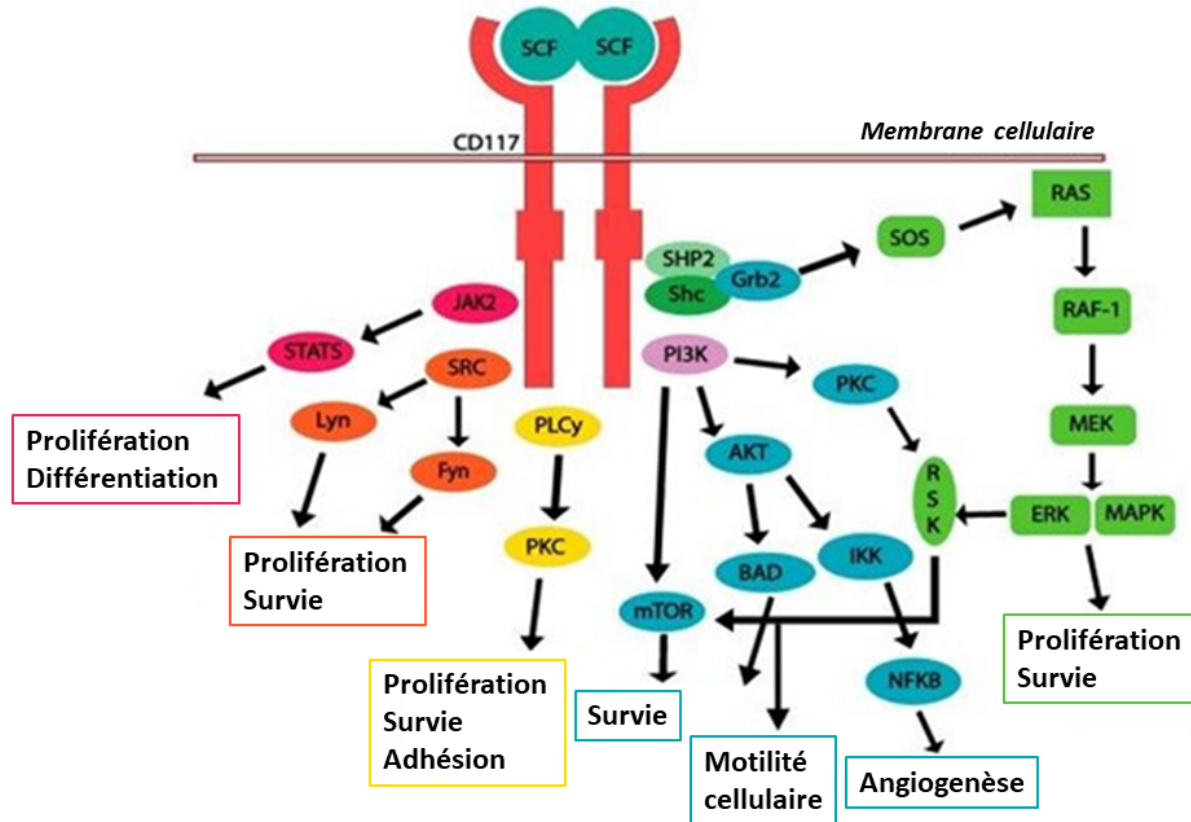 SCF
SCF
CD117
Membrane cellulaire
RAS
SOS
SHP2
Grb2
Shc
JAK2
RAF-1
STATS
PI3K
SRC
PKC
Lyn
PLCy
MEK
AKT
Fyn
Prolifération
Différentiation
RSK
ERK
MAPK
PKC
IKK
BAD
Prolifération
Survie
mTOR
Prolifération
Survie
NFKB
Prolifération
Survie
Adhésion
Survie
Motilité
cellulaire
Angiogenèse